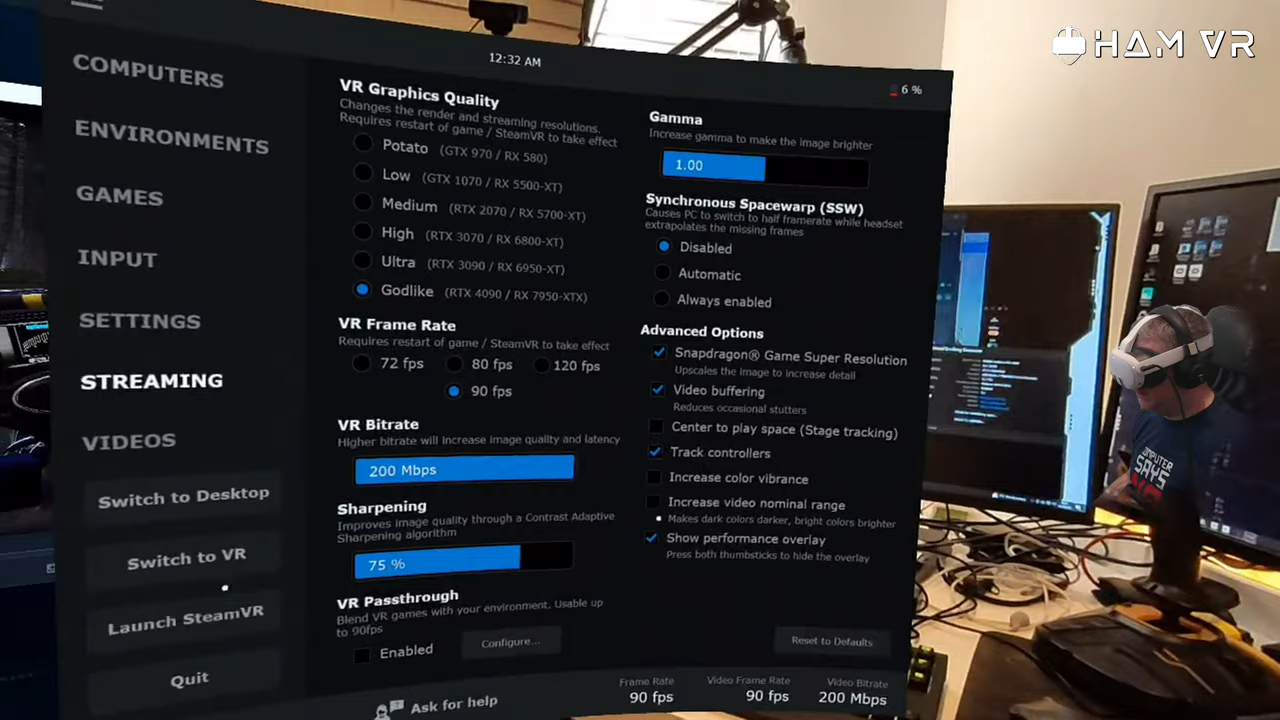 HAM VR
12:32 AM
6 %
COMPUTERS
ENVIRONMENTS
GAMES
INPUT
SETTINGS
STREAMING
VIDEOS
Switch to Desktop
Switch to VR
Launch SteamVR
Quit
VR Graphics Quality
Changes the render and streaming resolutions.
Requires restart of game / SteamVR to take effect
Potato (GTX 970 / RX 580)
Low (GTX 1070 / RX 5500-XT)
Medium (RTX 2070 / RX 5700-XT)
High (RTX 3070 / RX 6800-XT)
Ultra (RTX 3090 / RX 6950-XT)
Godlike (RTX 4090 / RX 7950-XTX)
VR Frame Rate
Requires restart of game / SteamVR to take effect
72 fps 80 fps 120 fps
90 fps
VR Bitrate
Higher bitrate will increase image quality and latency
200 Mbps
Sharpening
Improves image quality through a Contrast Adaptive
Sharpening algorithm
75 %
VR Passthrough
Blend VR games with your environment. Usable up
to 90fps
Enabled Configure...
Gamma
Increase gamma to make the image brighter
1.00
Synchronous Spacewarp (SSW)
Causes PC to switch to half framerate while headset
extrapolates the missing frames
Disabled
Automatic
Always enabled
Advanced Options
Snapdragon® Game Super Resolution
Upscales the image to increase detail
Video buffering
Reduces occasional stutters
Center to play space (Stage tracking)
Track controllers
Increase color vibrance
Increase video nominal range
Makes dark colors darker, bright colors brighter
Show performance overlay
Press both thumbsticks to hide the overlay
Reset to Defaults
Ask for help
Frame Rate Video Frame Rate Video Bitrate
90 fps 90 fps 200 Mbps
COMPUTER
SAYS
NO